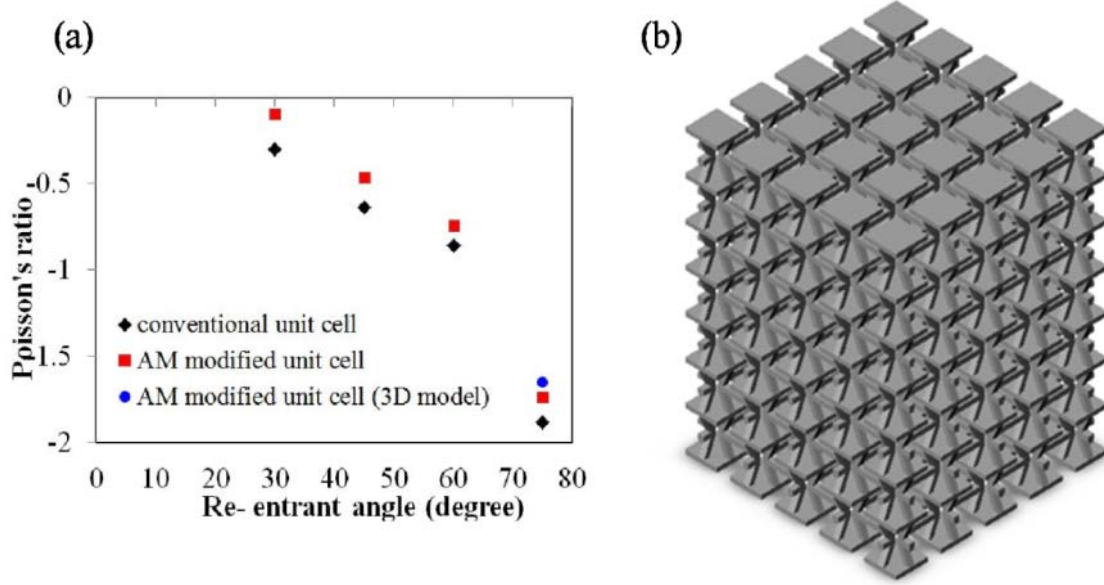 (a)
(b)
0
-0.5
-1
-1.5
-2
Ppisson's ratio
conventional unit cell
AM modified unit cell
AM modified unit cell (3D model)
0 10 20 30 40 50 60 70 80
Re- entrant angle (degree)